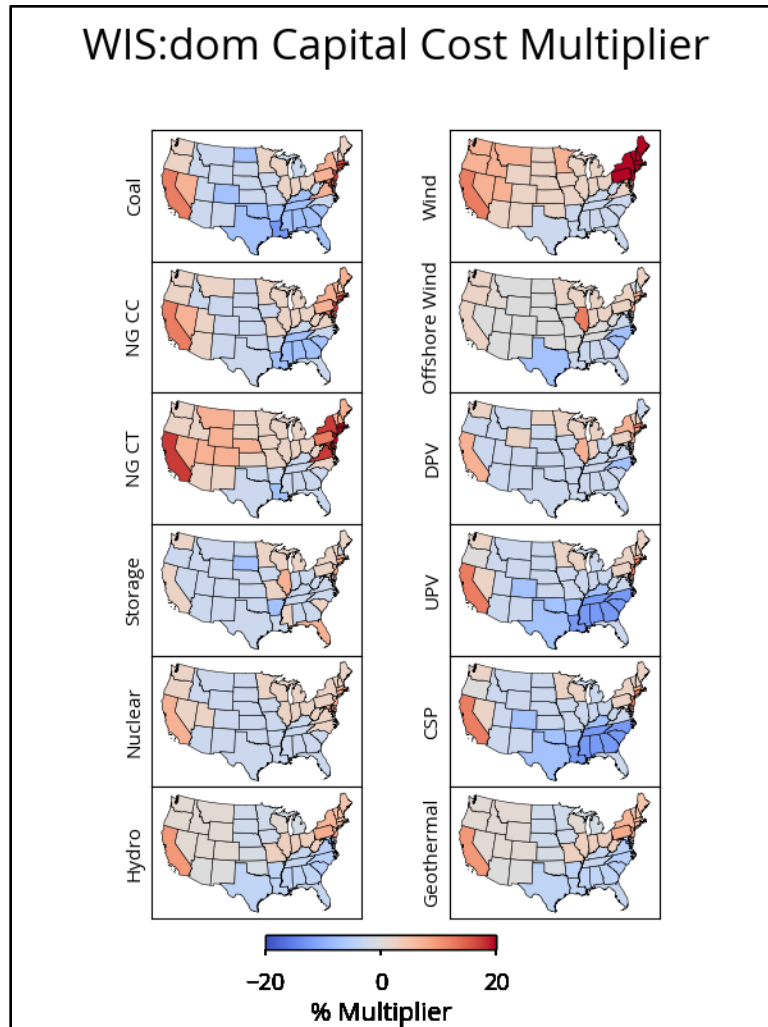 WIS:dom Capital Cost Multiplier
Coal
Wind
NG CC
Offshore Wind
NG CT
DPV
Storage
UPV
Nuclear
CSP
Hydro
Geothermal
−20 0 20
% Multiplier